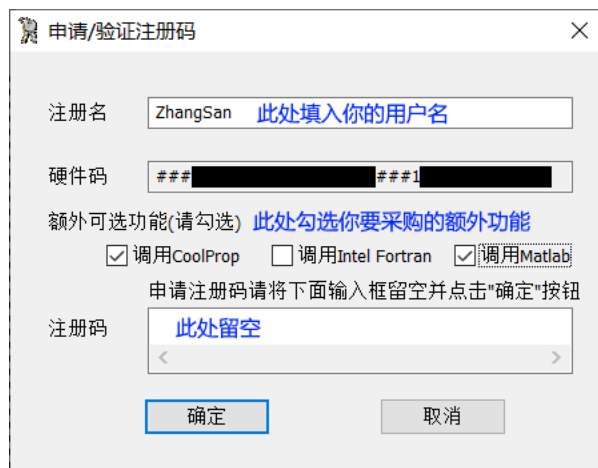 申请/验证注册码
注册名 ZhangSan 此处填入你的用户名
硬件码 ### ###1
额外可选功能(请勾选) 此处勾选你要采购的额外功能
调用CoolProp 调用Intel Fortran 调用Matlab
申请注册码请将下面输入框留空并点击"确定"按钮
注册码 此处留空
确定 取消